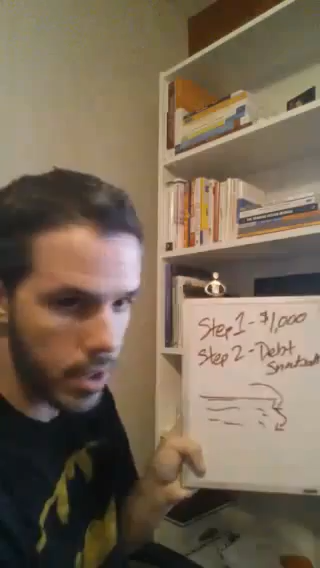 Step 1 - $1,000
Step 2 - Debt
Snowball